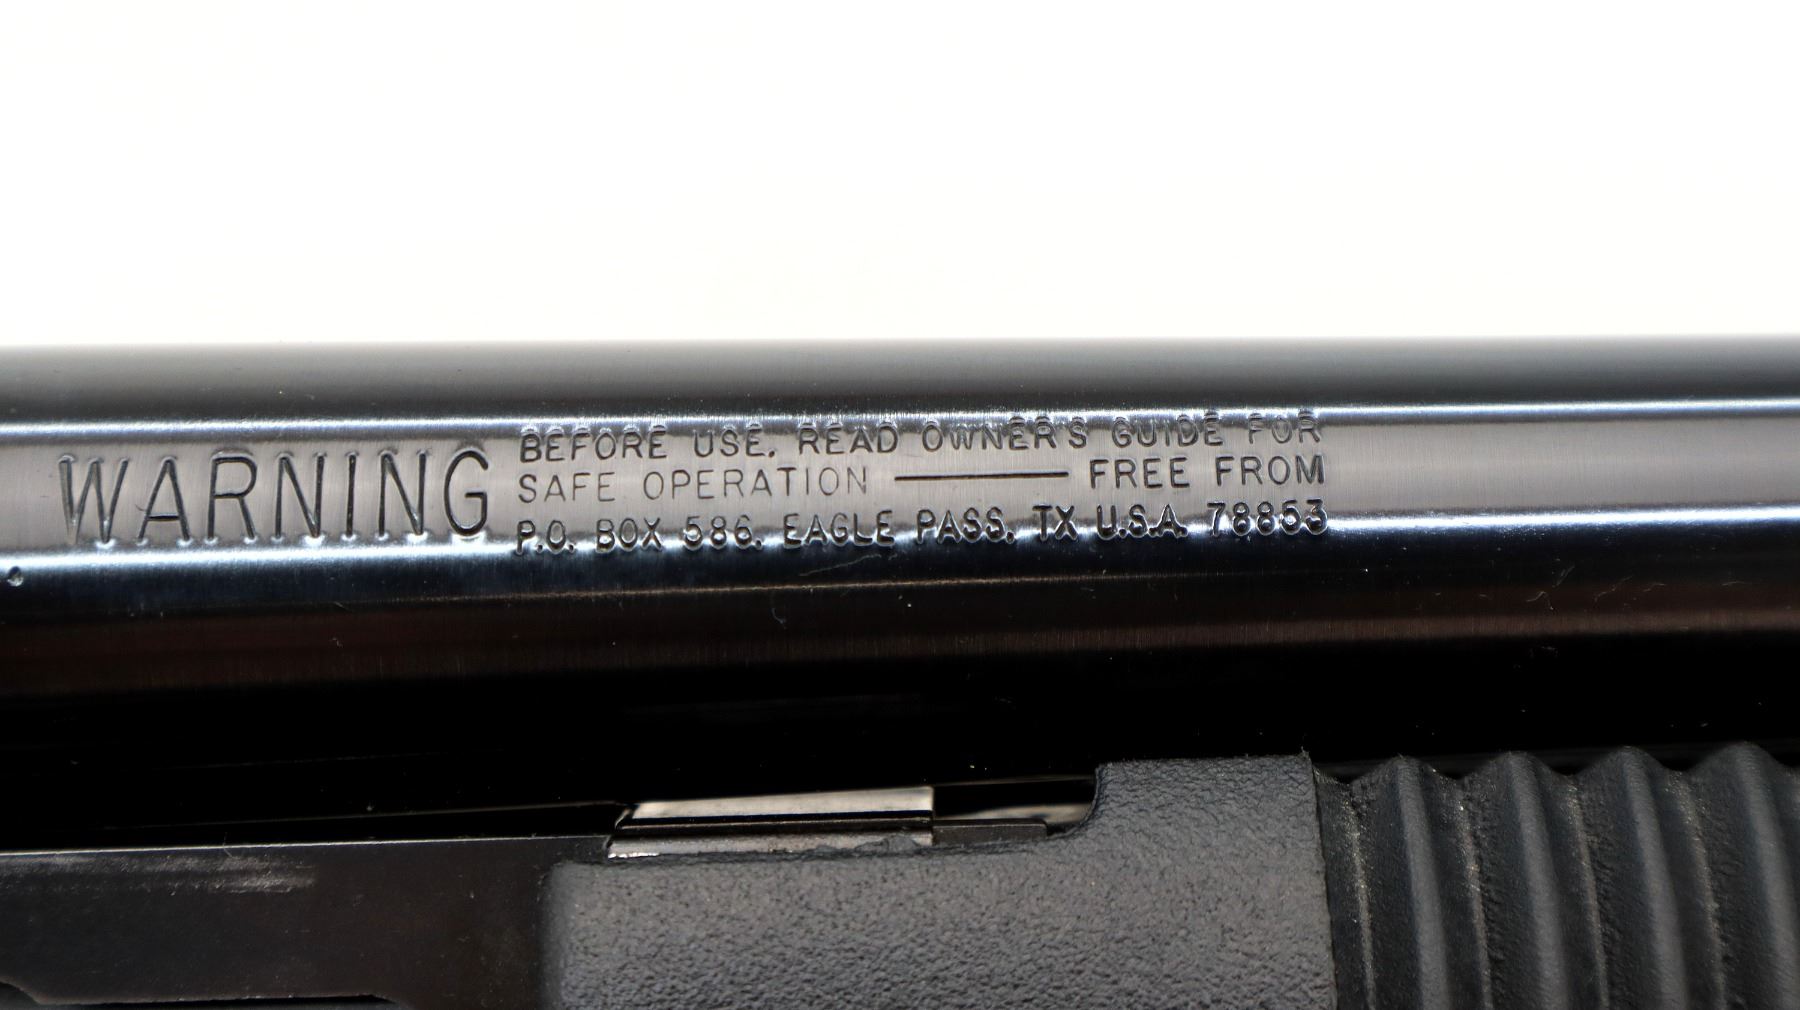 WARNING
BEFORE USE, READ OWNER'S GUIDE FOR
SAFE OPERATION ——— FREE FROM
P.O. BOX 586, EAGLE PASS, TX U.S.A. 78853